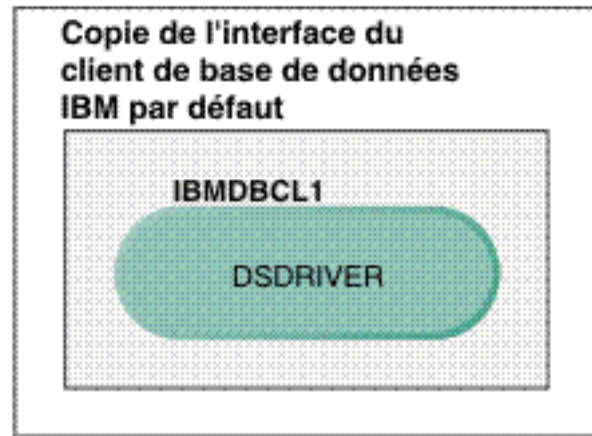 Copie de l'interface du
client de base de données
IBM par défaut
IBMDBCL1
DSDRIVER